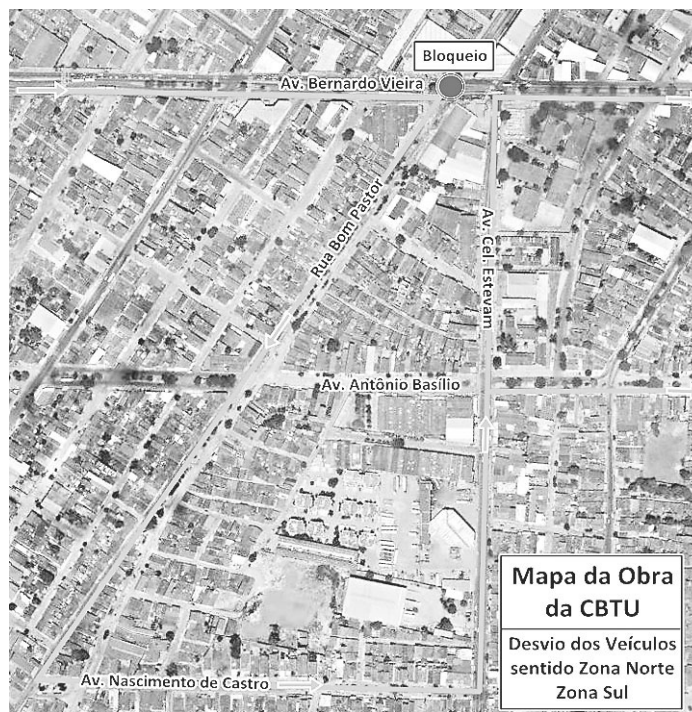 Bloqueio
Av. Bernardo Vieira
Rua Bom Pastor
Av. Cel. Estevam
Av. Antônio Basílio
Av. Nascimento de Castro
Mapa da Obra
da CBTU
Desvio dos Veículos
sentido Zona Norte
Zona Sul